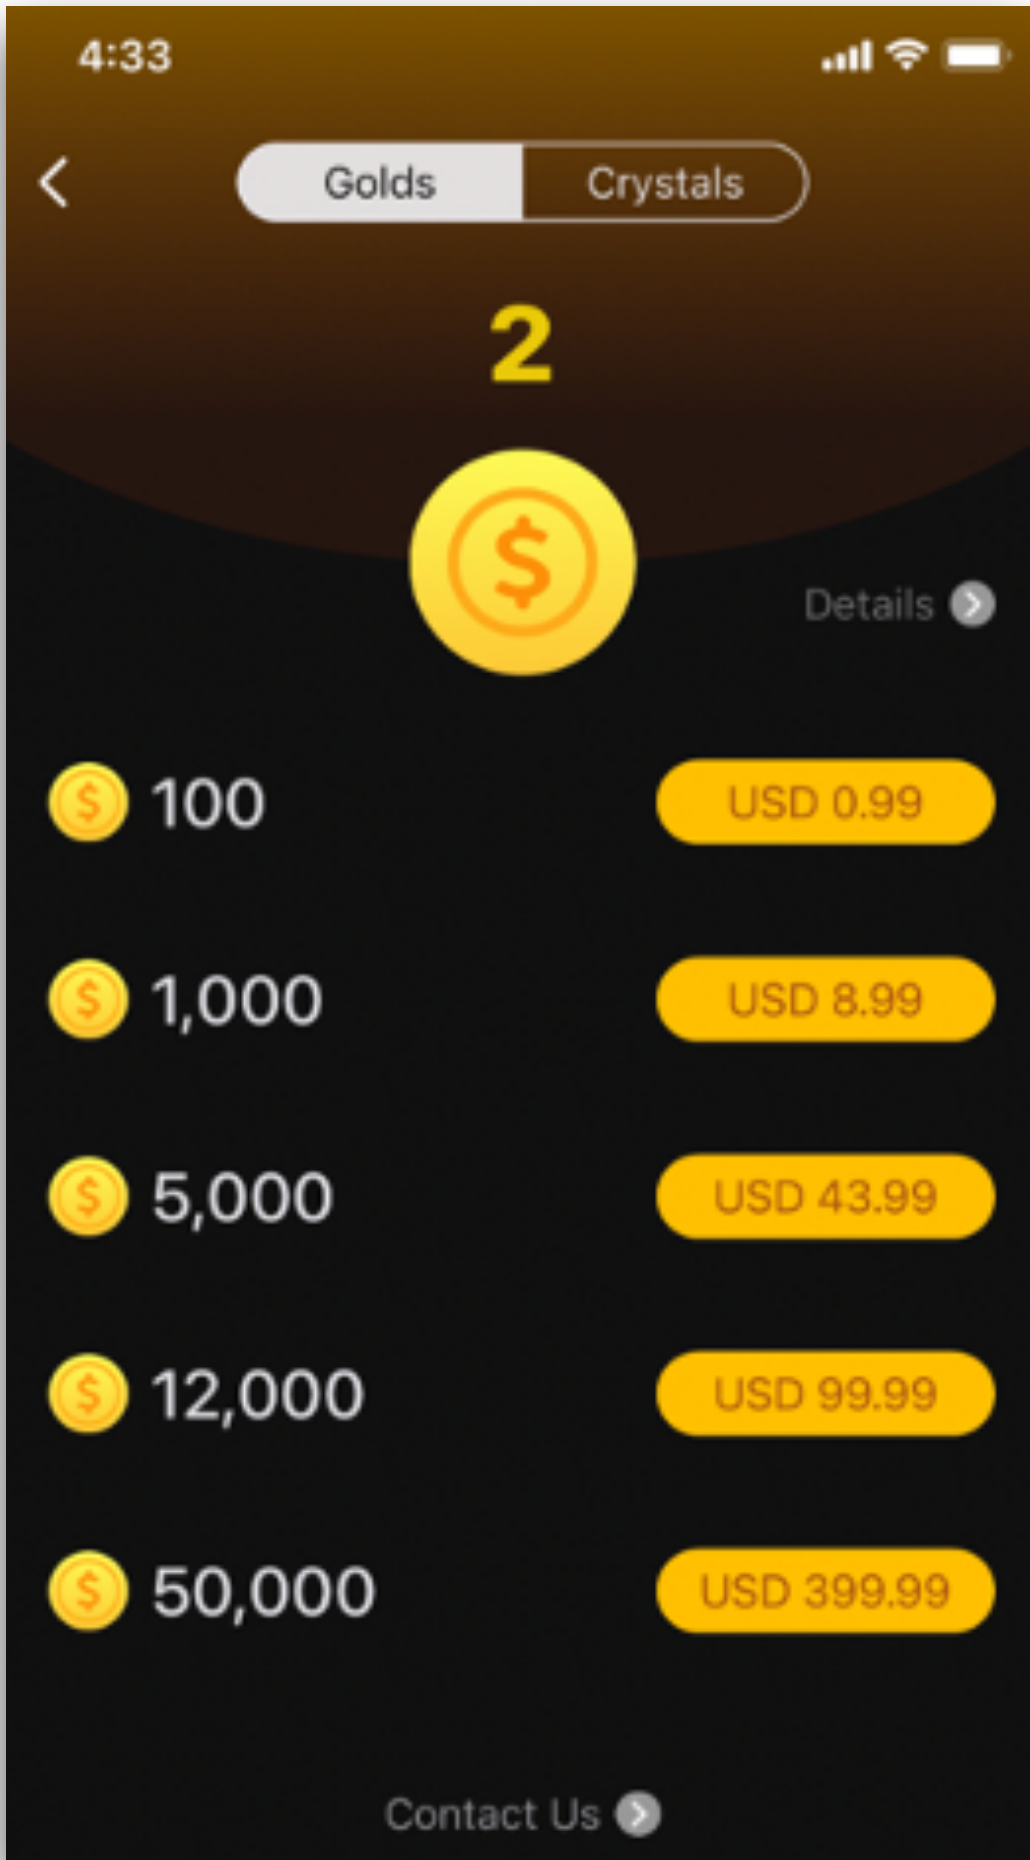 4:33
Golds Crystals
2
$
Details
$ 100 USD 0.99
$ 1,000 USD 8.99
$ 5,000 USD 43.99
$ 12,000 USD 99.99
$ 50,000 USD 399.99
Contact Us